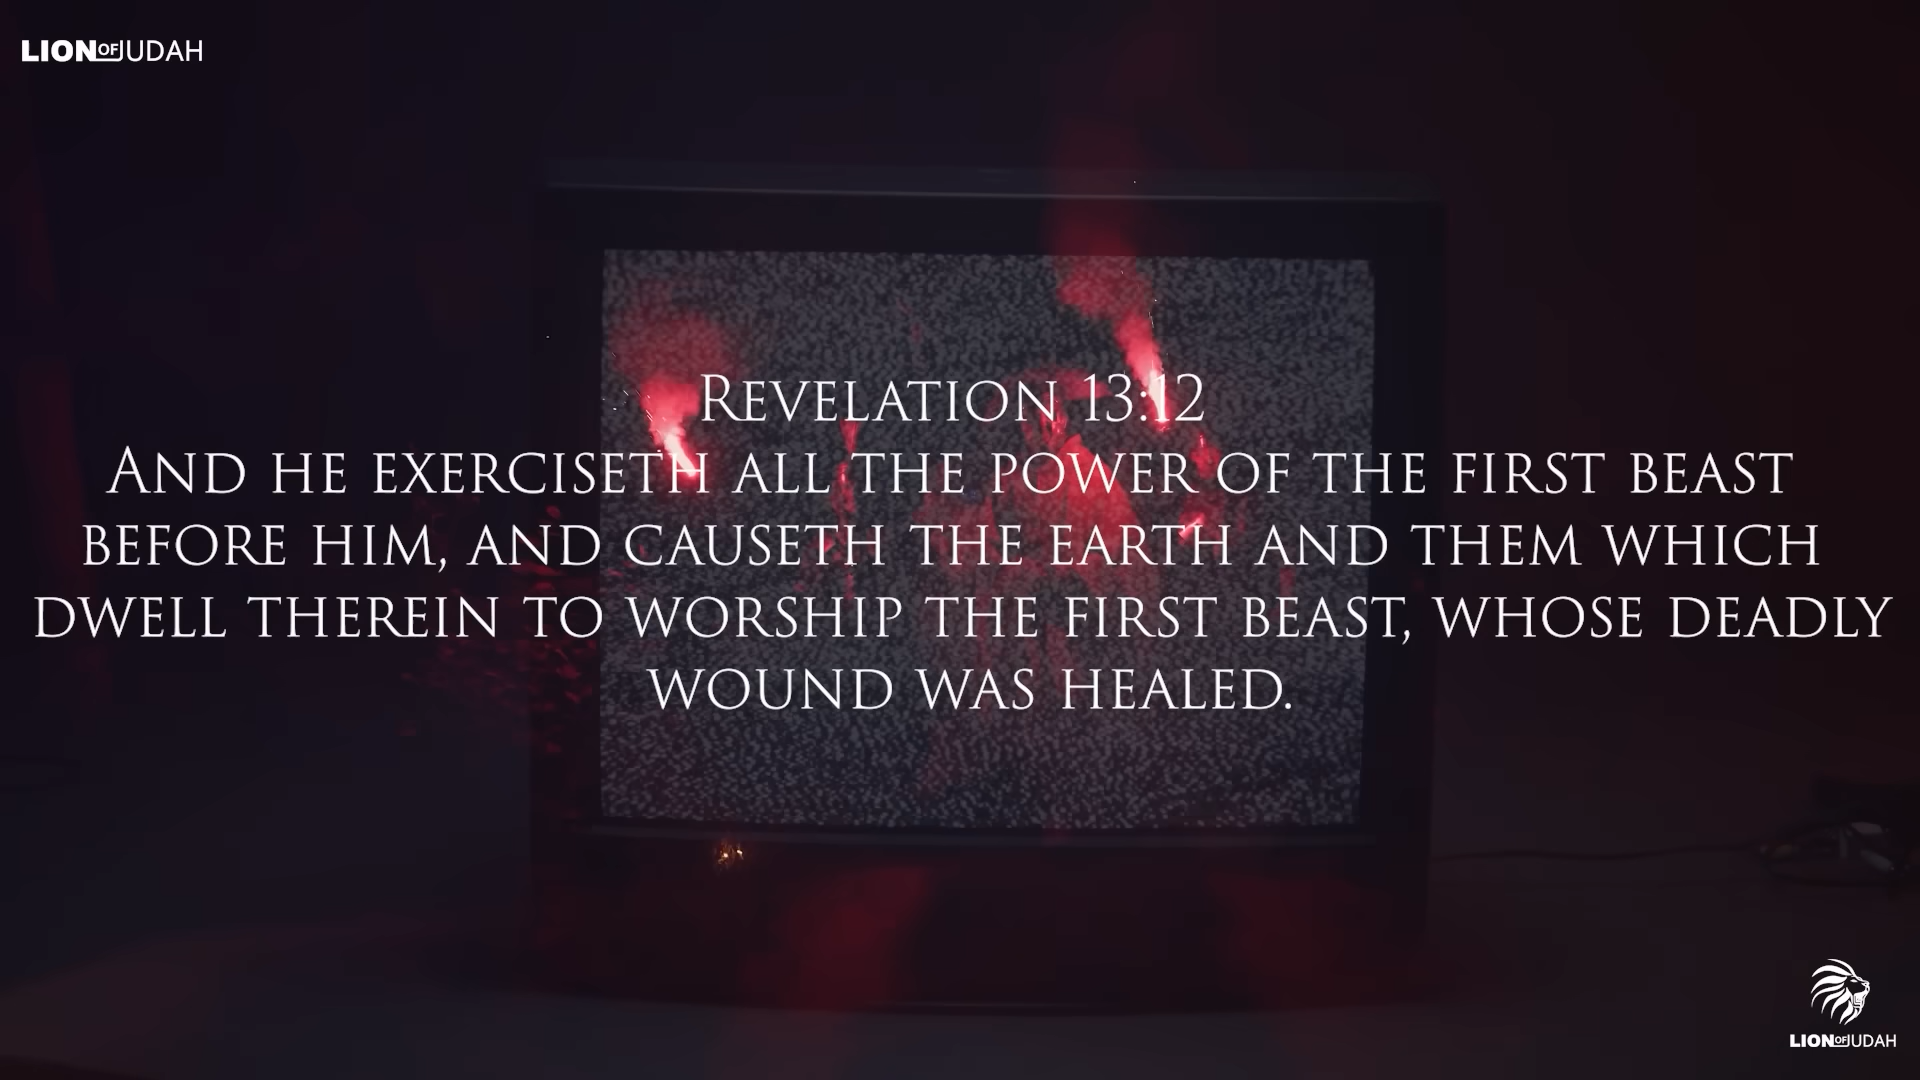 LION OF JUDAH
Revelation 13:12
And he exerciseth all the power of the first beast
before him, and causeth the earth and them which
dwell therein to worship the first beast, whose deadly
wound was healed.
LION OF JUDAH